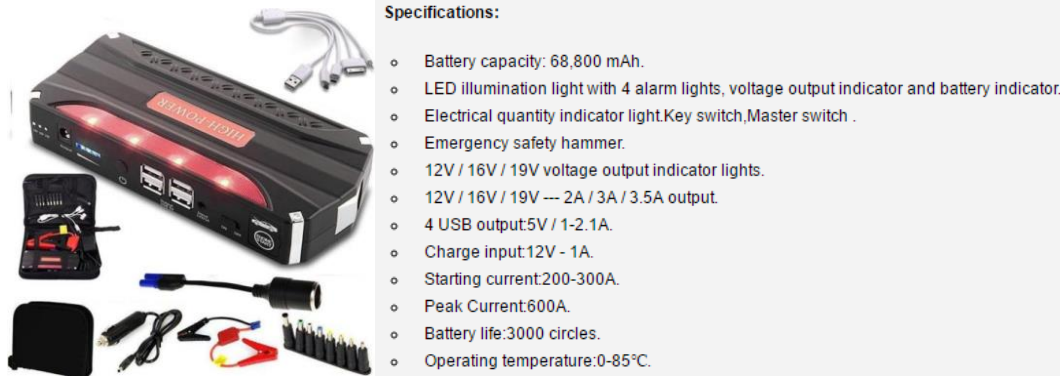 Specifications:
Battery capacity: 68,800 mAh.
LED illumination light with 4 alarm lights, voltage output indicator and battery indicator.
Electrical quantity indicator light.Key switch,Master switch .
Emergency safety hammer.
12V / 16V / 19V voltage output indicator lights.
12V / 16V / 19V --- 2A / 3A / 3.5A output.
4 USB output:5V / 1-2.1A.
Charge input:12V - 1A.
Starting current:200-300A.
Peak Current:600A.
Battery life:3000 circles.
Operating temperature:0-85℃.
HIGH POWER